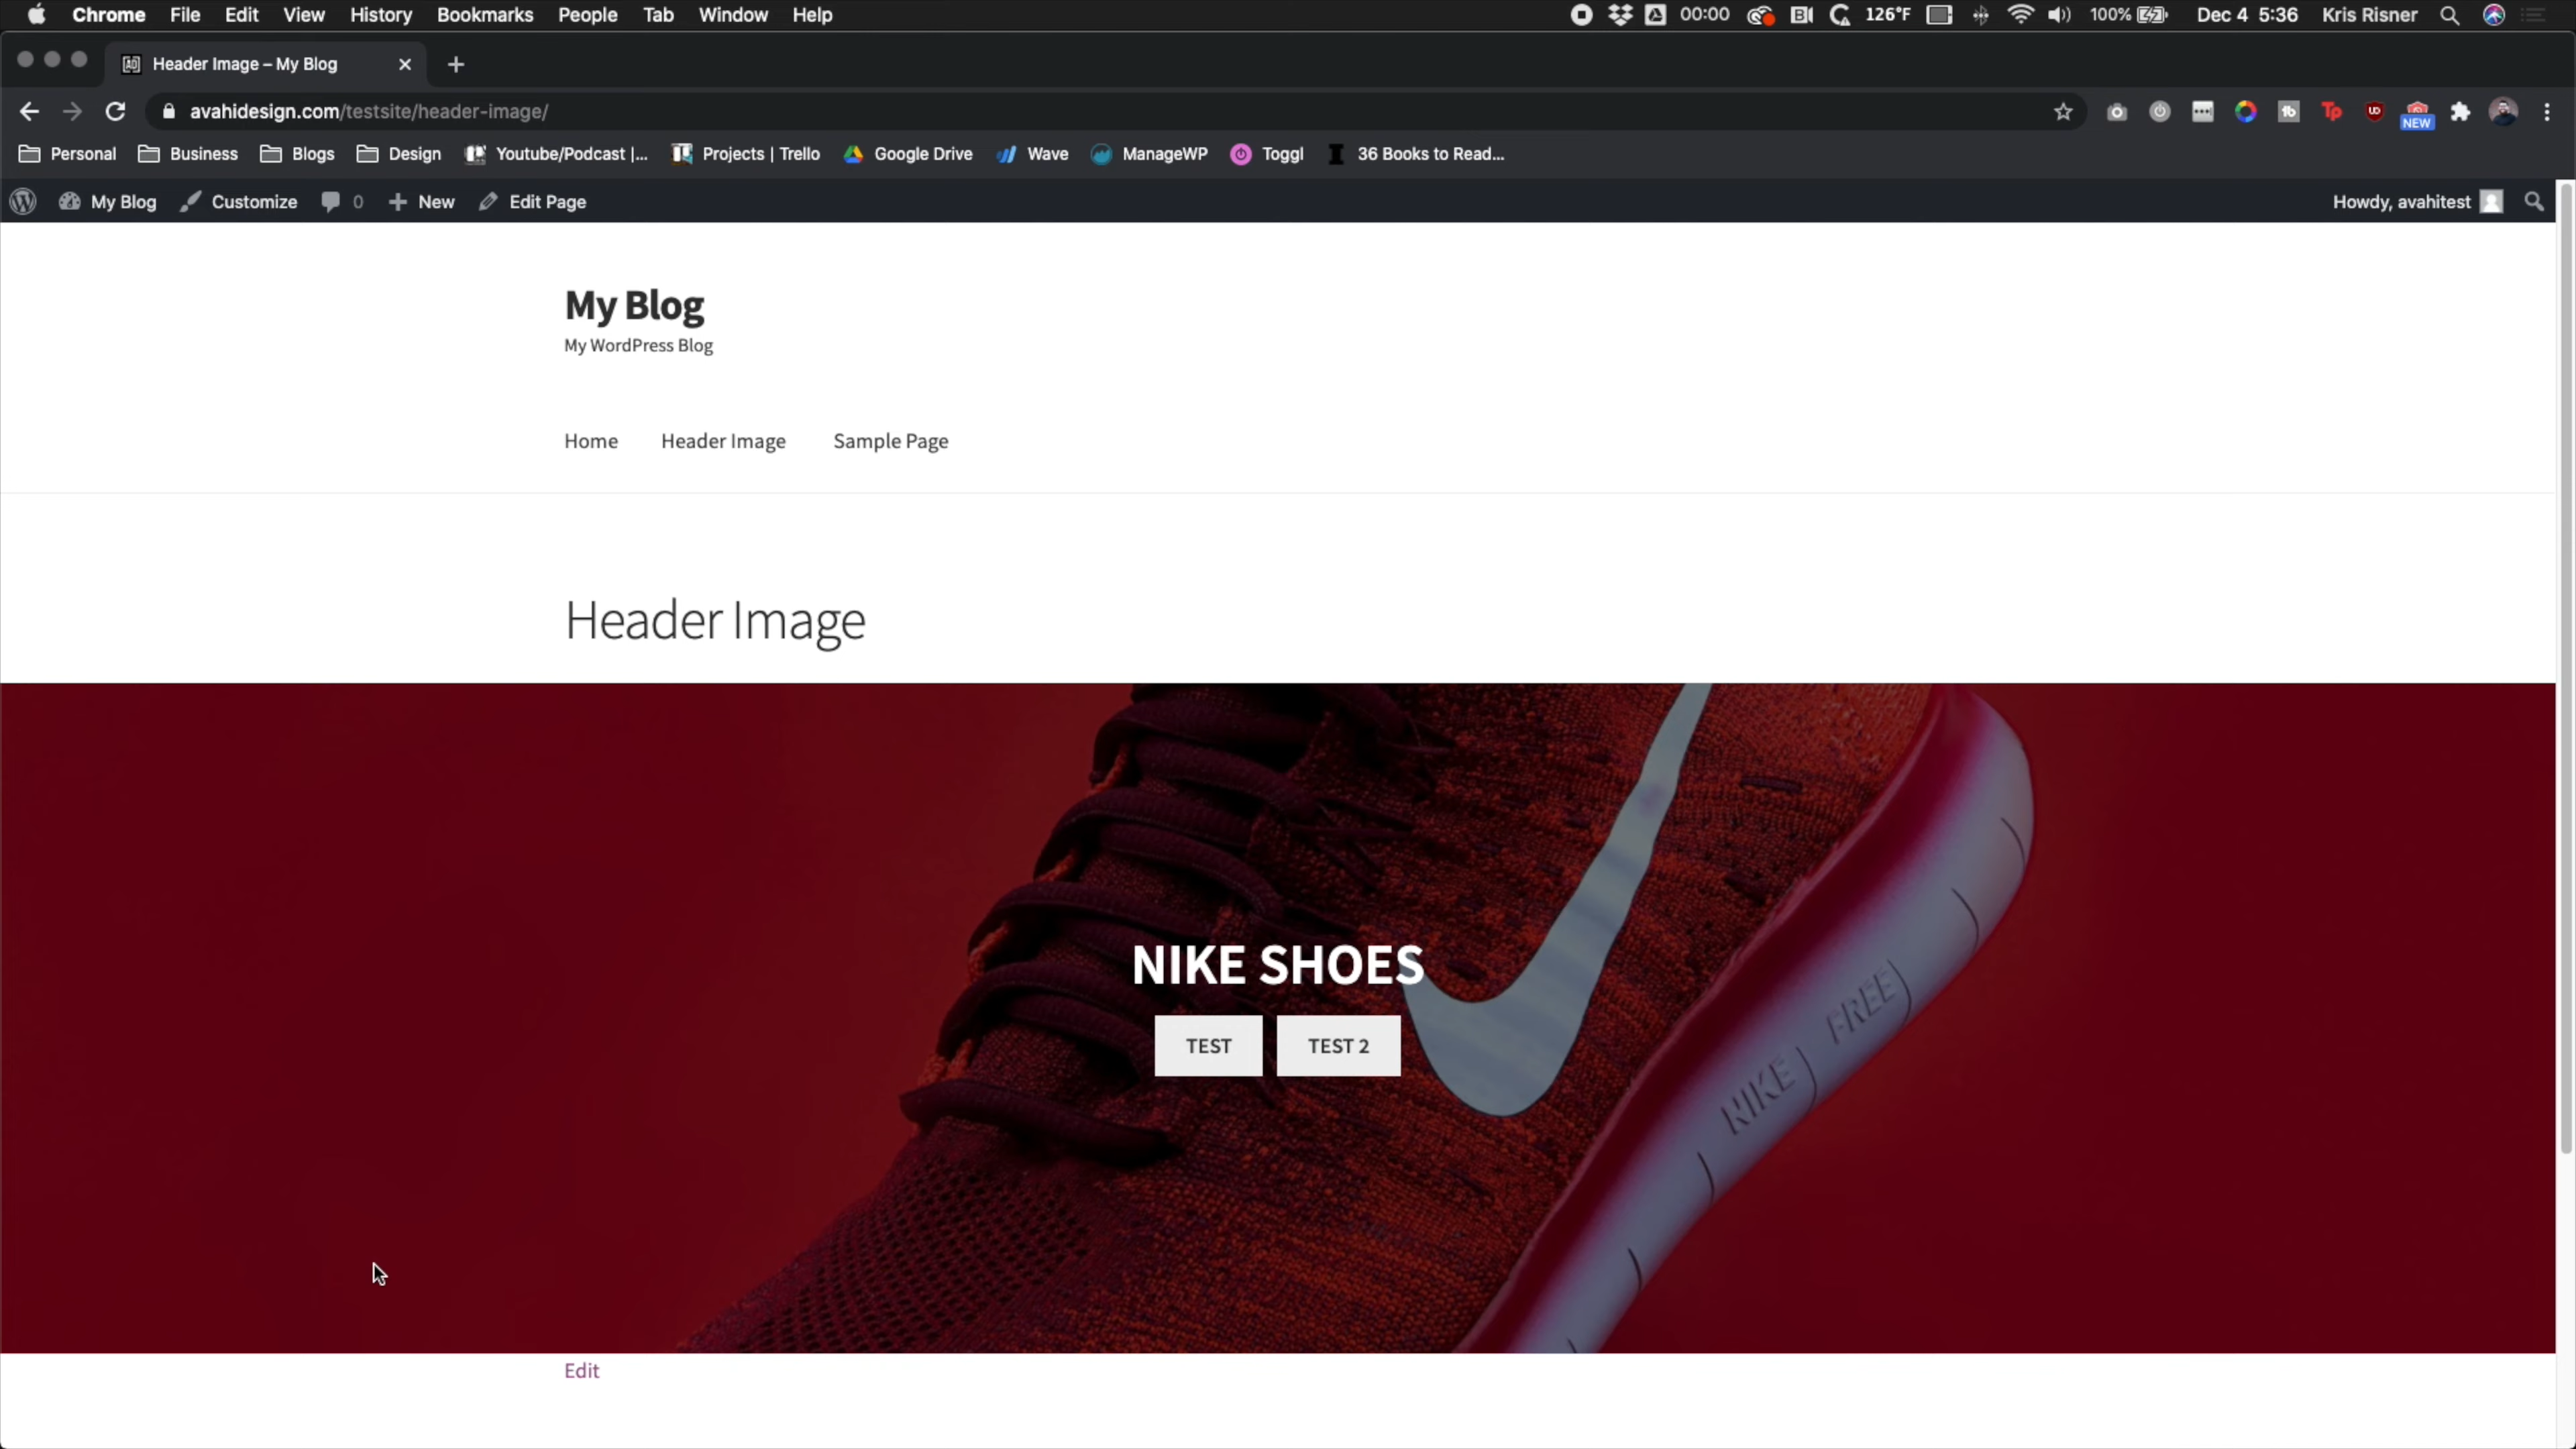 Chrome File Edit View History Bookmarks People Tab Window Help 00:00 126°F 100% Dec 4 5:36 Kris Risner
Header Image – My Blog
avahidesign.com/testsite/header-image/ NEW
Personal Business Blogs Design Youtube/Podcast |... Projects | Trello Google Drive Wave ManageWP Toggl 36 Books to Read...
My Blog Customize 0 New Edit Page Howdy, avahitest
My Blog
My WordPress Blog
Home Header Image Sample Page
Header Image
NIKE SHOES
TEST TEST 2
NIKE FREE
Edit